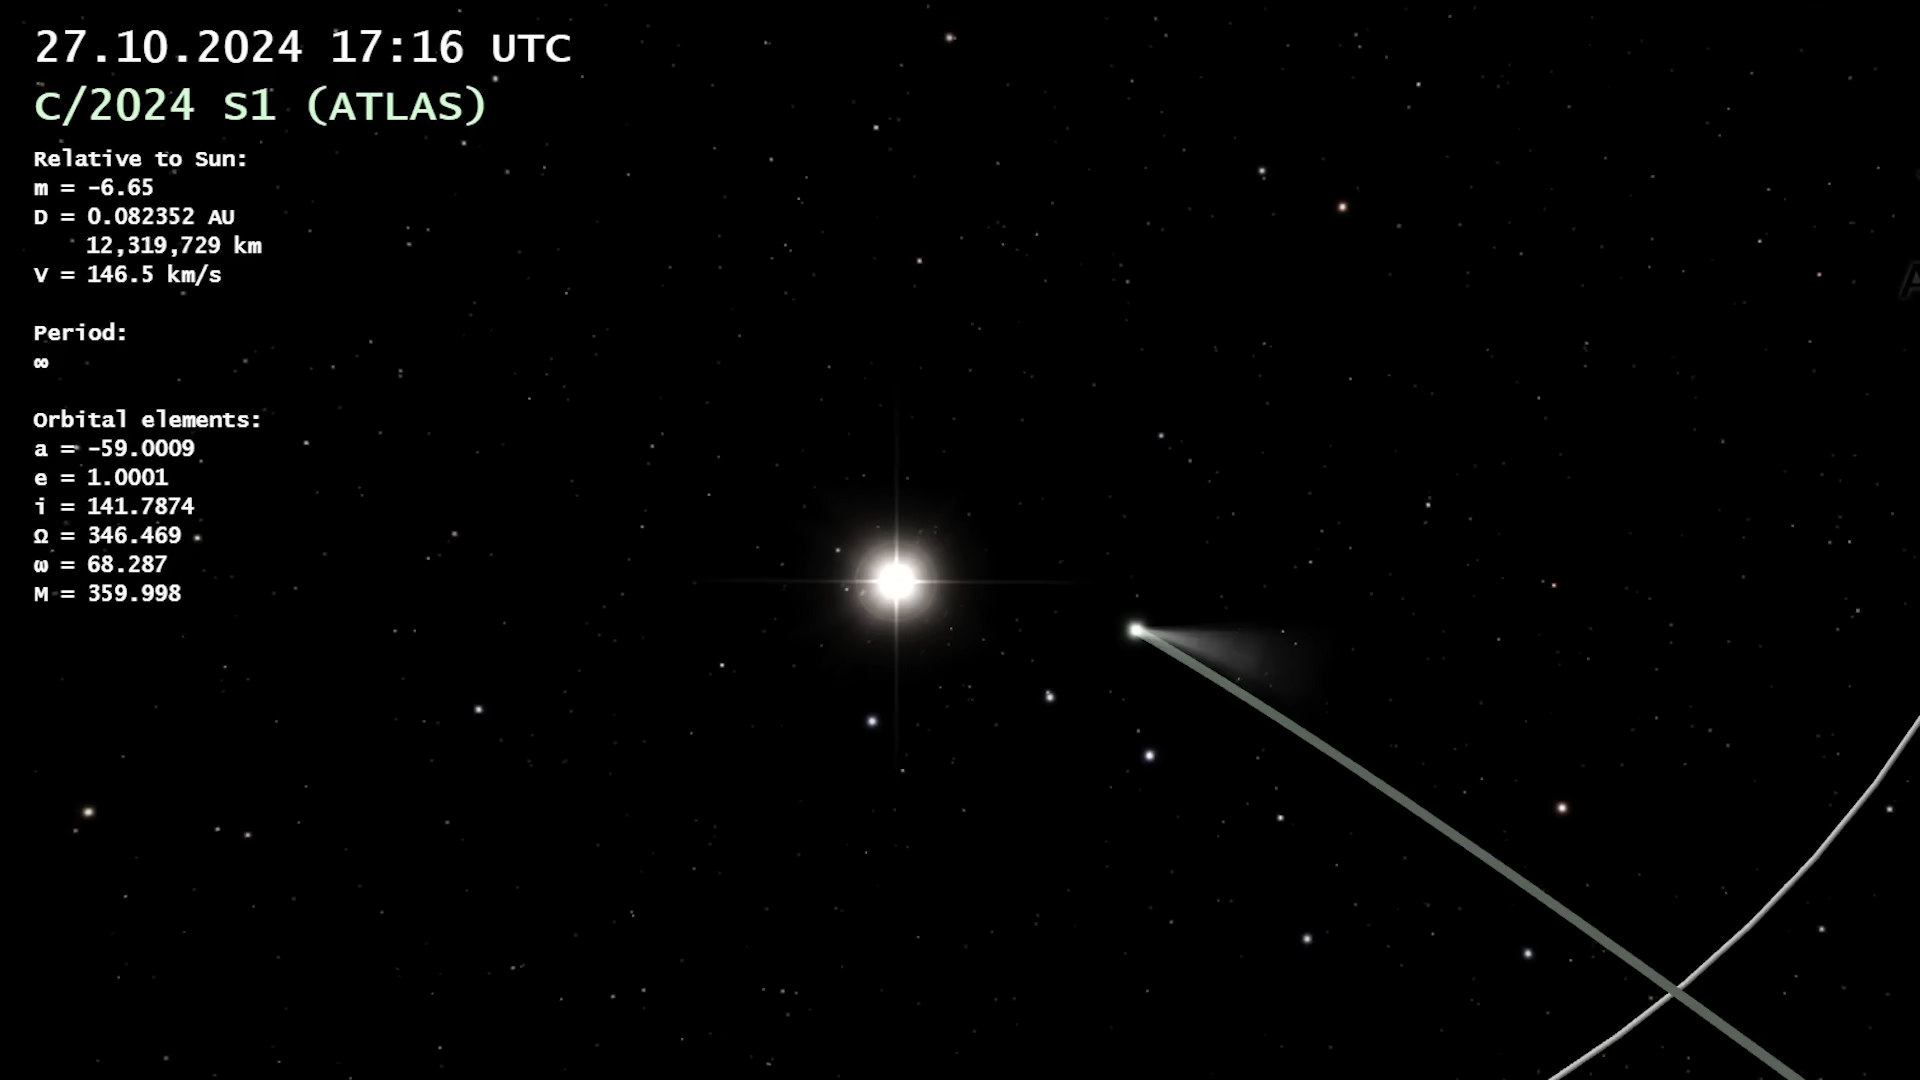 27.10.2024 17:16 UTC
C/2024 S1 (ATLAS)
Relative to Sun:
m = -6.65
D = 0.082352 AU
12,319,729 km
V = 146.5 km/s
Period:
∞
Orbital elements:
a = -59.0009
e = 1.0001
i = 141.7874
Ω = 346.469
ω = 68.287
M = 359.998